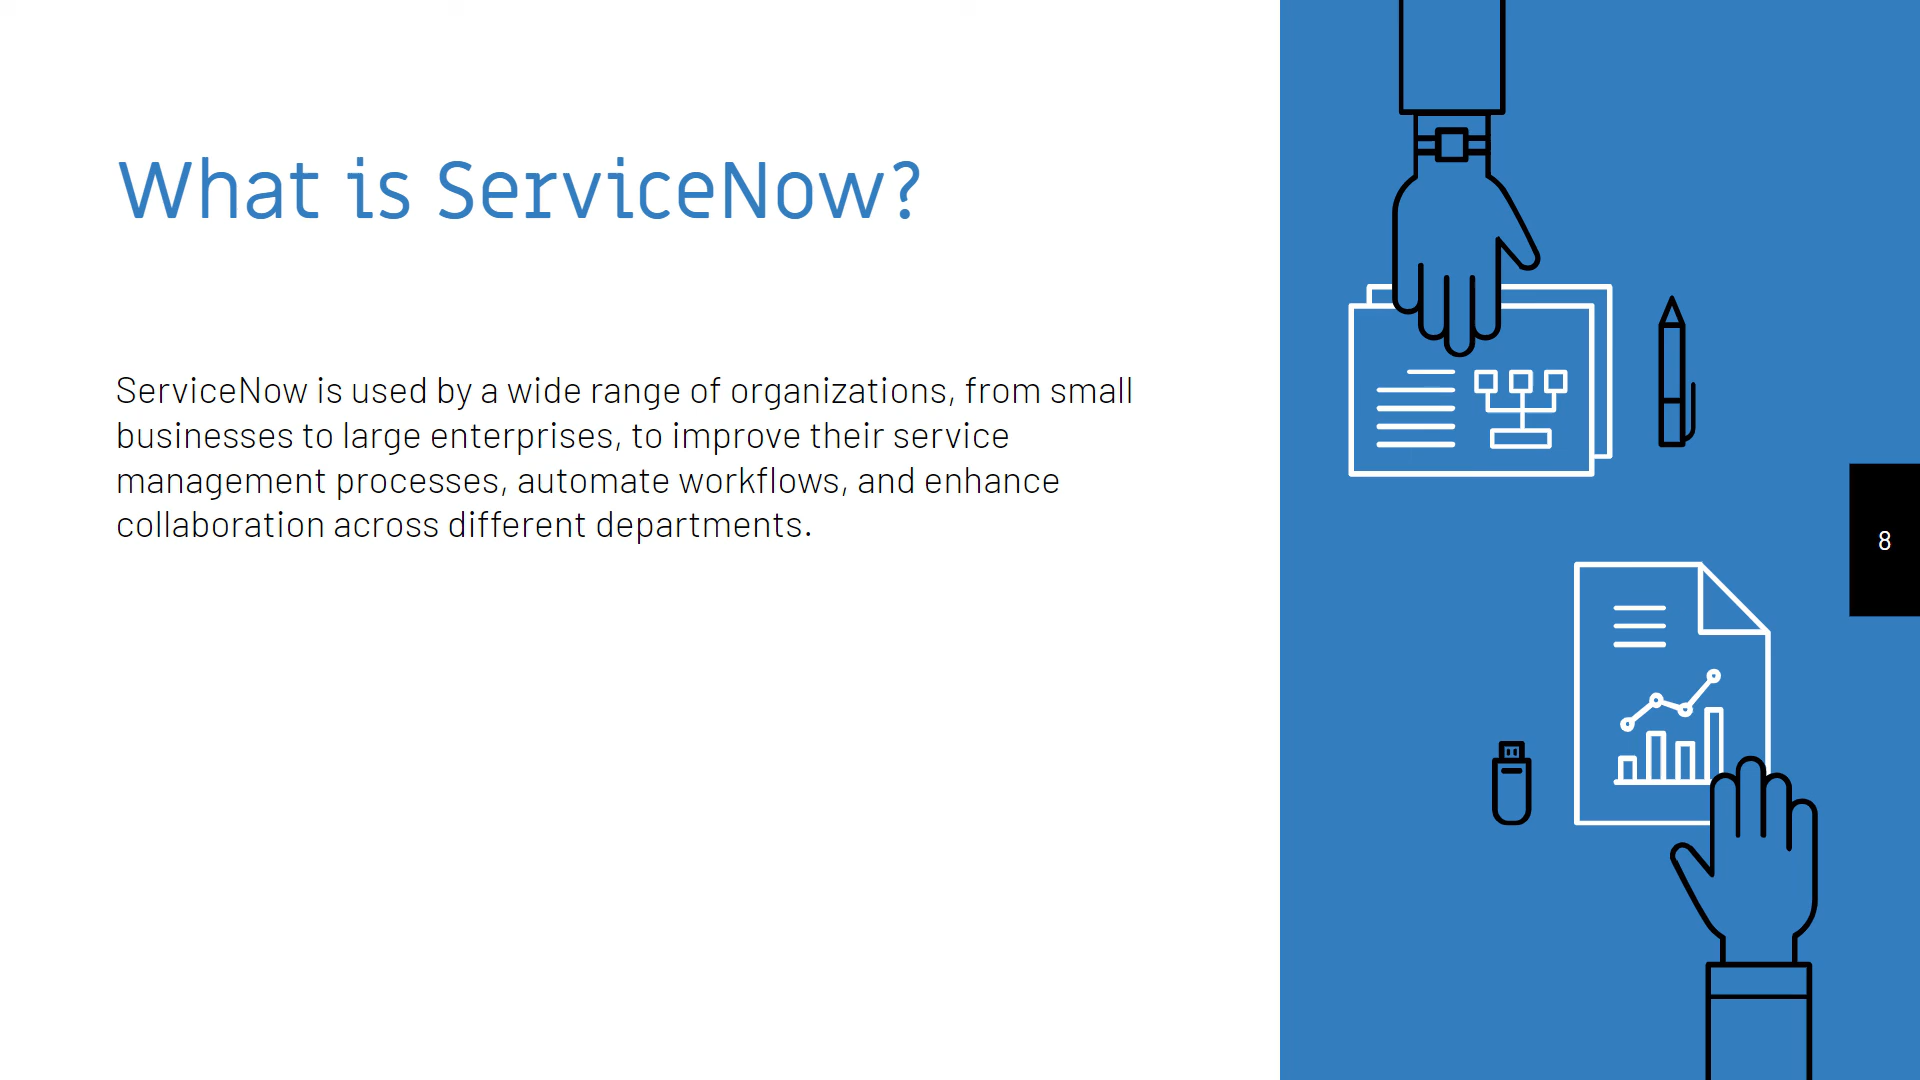 What is ServiceNow?
ServiceNow is used by a wide range of organizations, from small
businesses to large enterprises, to improve their service
management processes, automate workflows, and enhance
collaboration across different departments.
8